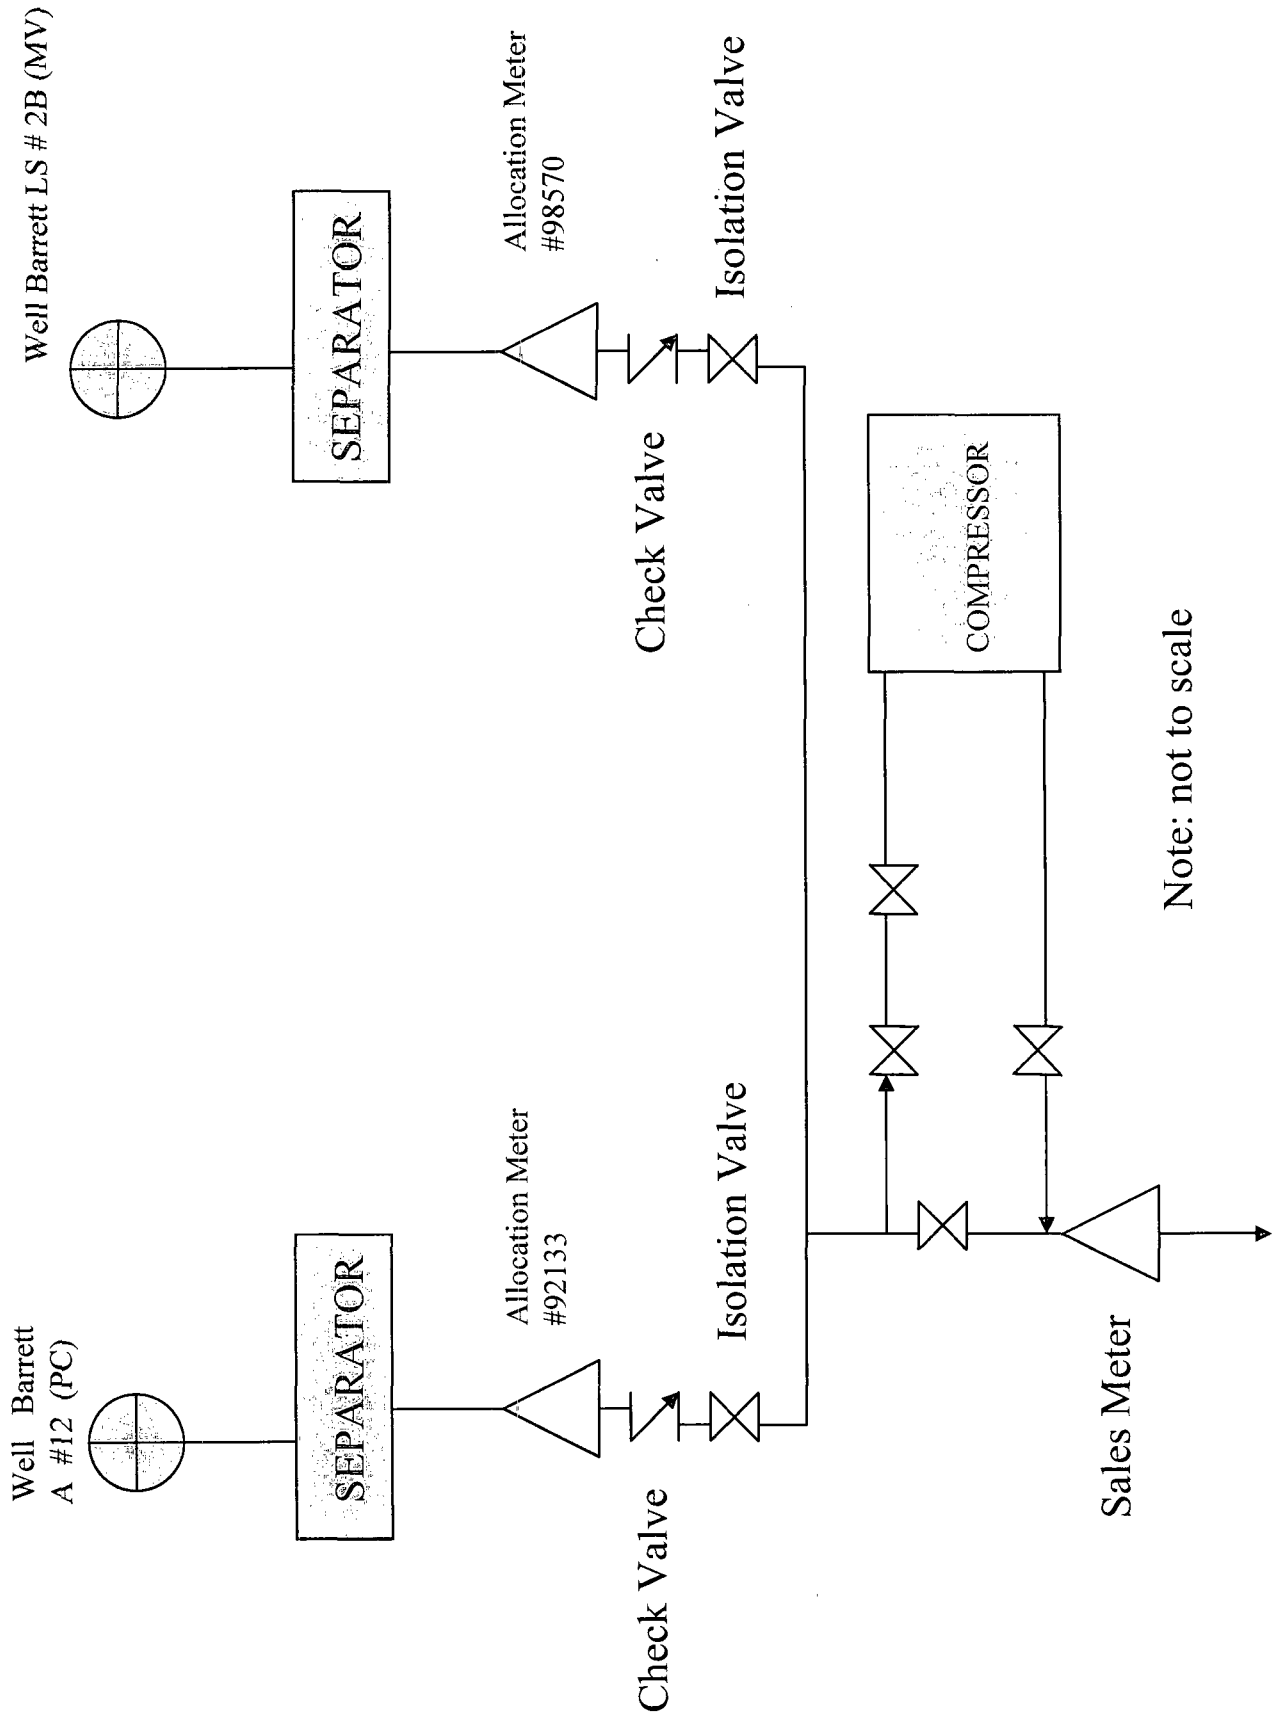 Well Barrett
A #12 (PC)
SEPARATOR
Allocation Meter
#92133
Check Valve
Isolation Valve
Sales Meter
Well Barrett LS # 2B (MV)
SEPARATOR
Allocation Meter
#98570
Check Valve
Isolation Valve
COMPRESSOR
Note: not to scale